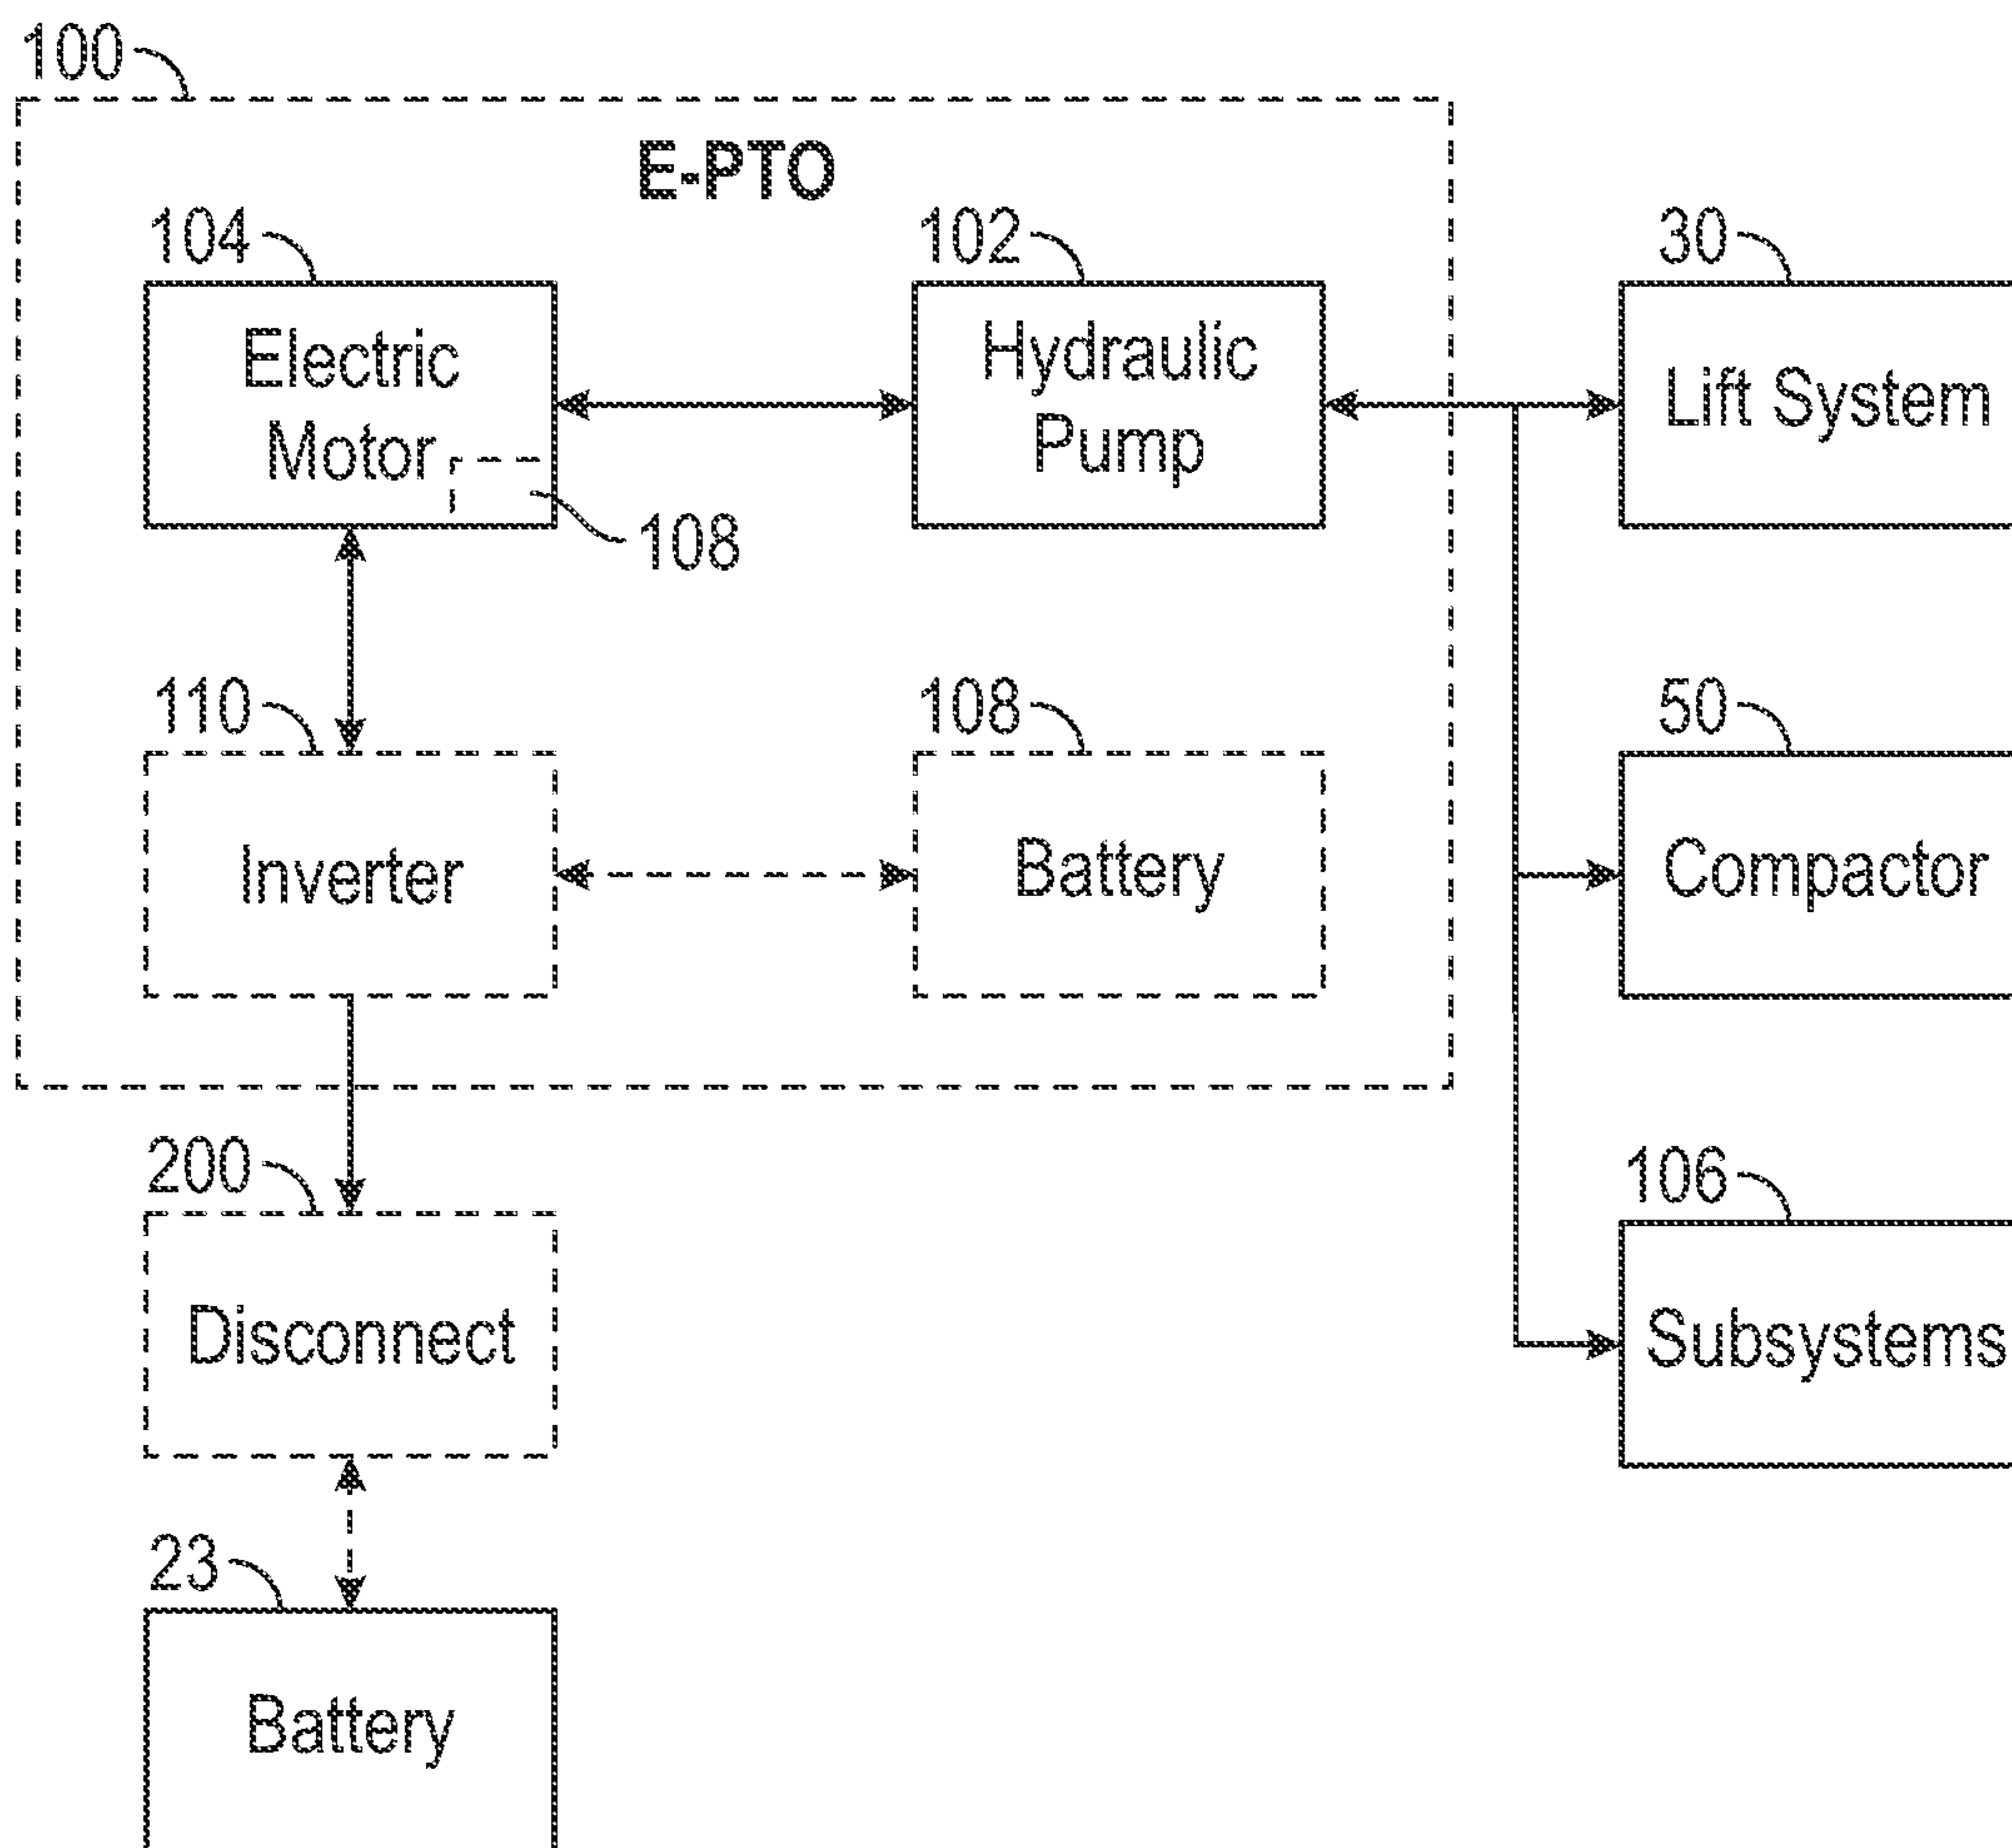 100
E-PTO
104
102
30
Electric
Motor
Hydraulic
Pump
Lift System
108
110
108
50
Inverter
Battery
Compactor
200
106
Disconnect
Subsystems
23
Battery